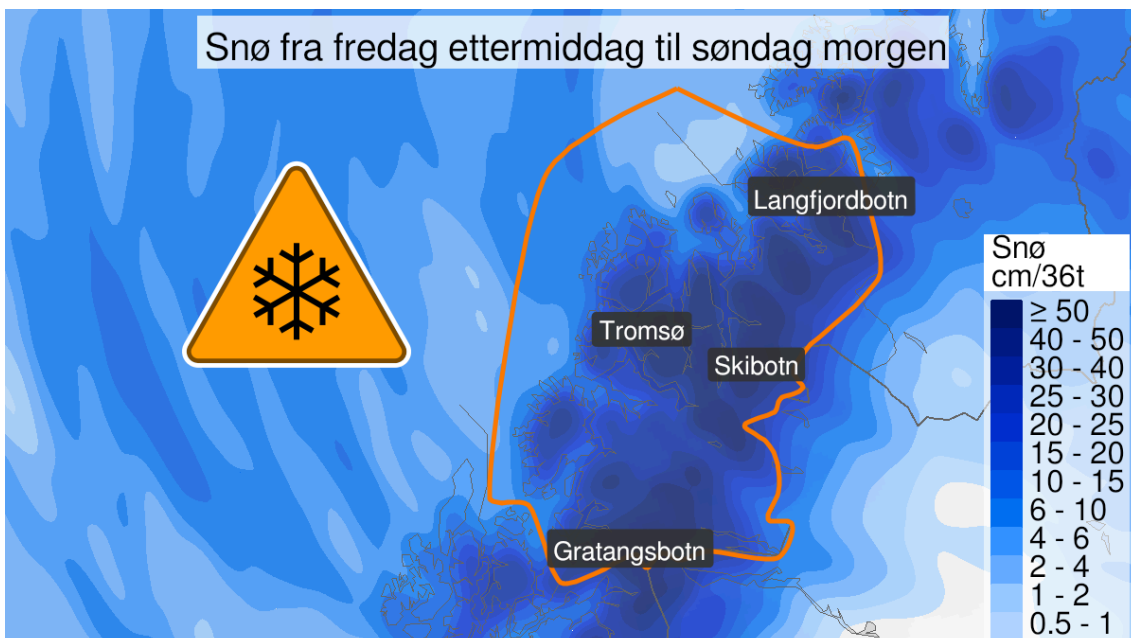 Snø fra fredag ettermiddag til søndag morgen
Langfjordbotn
Tromsø
Skibotn
Gratangsbotn
Snø
cm/36t
≥ 50
40 - 50
30 - 40
25 - 30
20 - 25
15 - 20
10 - 15
6 - 10
4 - 6
2 - 4
1 - 2
0.5 - 1